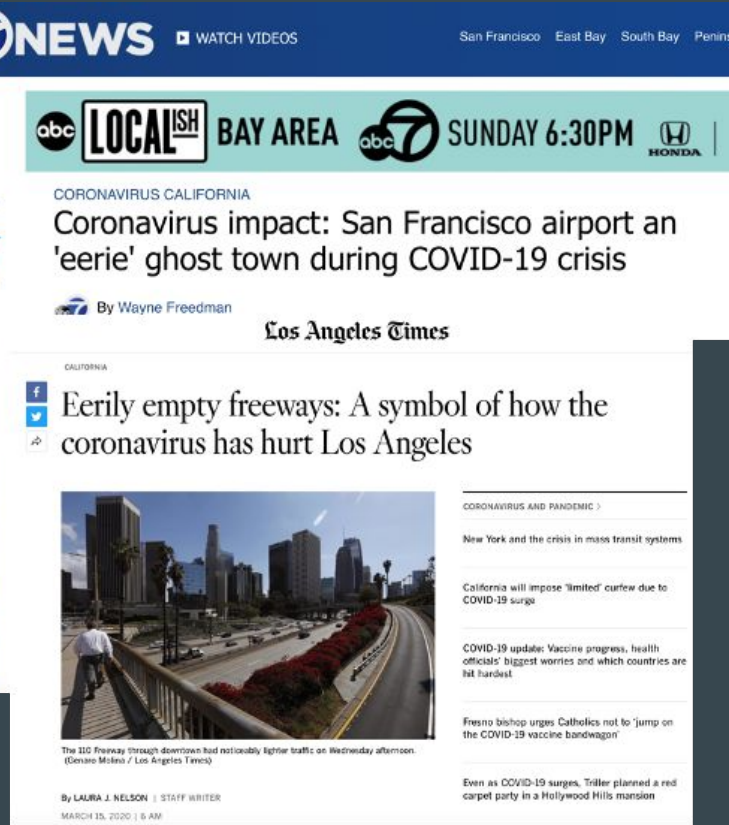 NEWS
WATCH VIDEOS
San Francisco East Bay South Bay
abc LOCALISH BAY AREA abc7 SUNDAY 6:30PM HONDA
CORONAVIRUS CALIFORNIA
Coronavirus impact: San Francisco airport an
'eerie' ghost town during COVID-19 crisis
By Wayne Freedman
Los Angeles Times
CALIFORNIA
Eerily empty freeways: A symbol of how the
coronavirus has hurt Los Angeles
The 110 Freeway through downtown had noticeably lighter traffic on Wednesday afternoon.
(Genaro Molina / Los Angeles Times)
By LAURA J. NELSON | STAFF WRITER
MARCH 15, 2020 | 6 AM
CORONAVIRUS AND PANDEMIC >
New York and the crisis in mass transit systems
California will impose 'limited' curfew due to
COVID-19 surge
COVID-19 update: Vaccine progress, health
officials' biggest worries and which countries are
hit hardest
Fresno bishop urges Catholics not to 'jump on
the COVID-19 vaccine bandwagon'
Even as COVID-19 surges, Triller planned a red
carpet party in a Hollywood Hills mansion